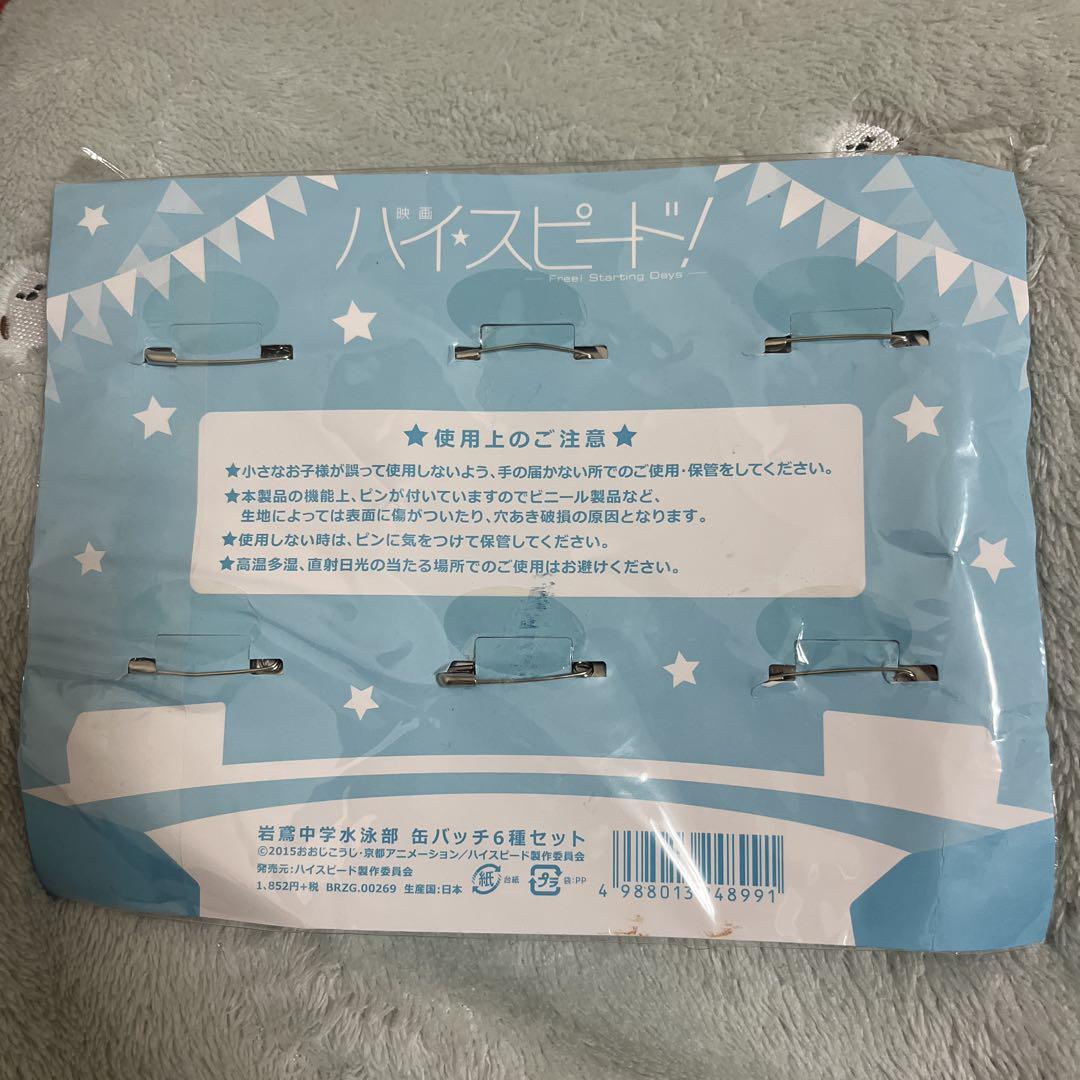 映画
ハイ☆スピード!
Free! Starting Days
★使用上のご注意★
★小さなお子様が誤って使用しないよう、手の届かない所でのご使用・保管をしてください。
★本製品の機能上、ピンが付いていますのでビニール製品など、
生地によっては表面に傷がついたり、穴あき破損の原因となります。
★使用しない時は、ピンに気をつけて保管してください。
★高温多湿、直射日光の当たる場所でのご使用はお避けください。
岩鳶中学水泳部 缶バッチ6種セット
©2015おおじこうじ・京都アニメーション/ハイスピード製作委員会
発売元:ハイスピード製作委員会
1,852円+税 BRZG.00269 生産国:日本
紙 台紙
プラ 袋:PP